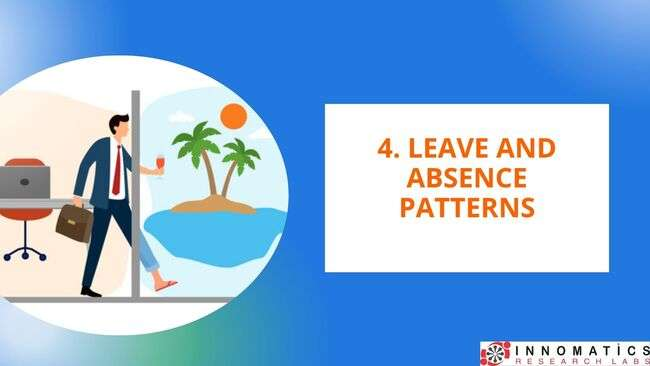 4. LEAVE AND
ABSENCE
PATTERNS
INNOMATICS
RESEARCH LABS